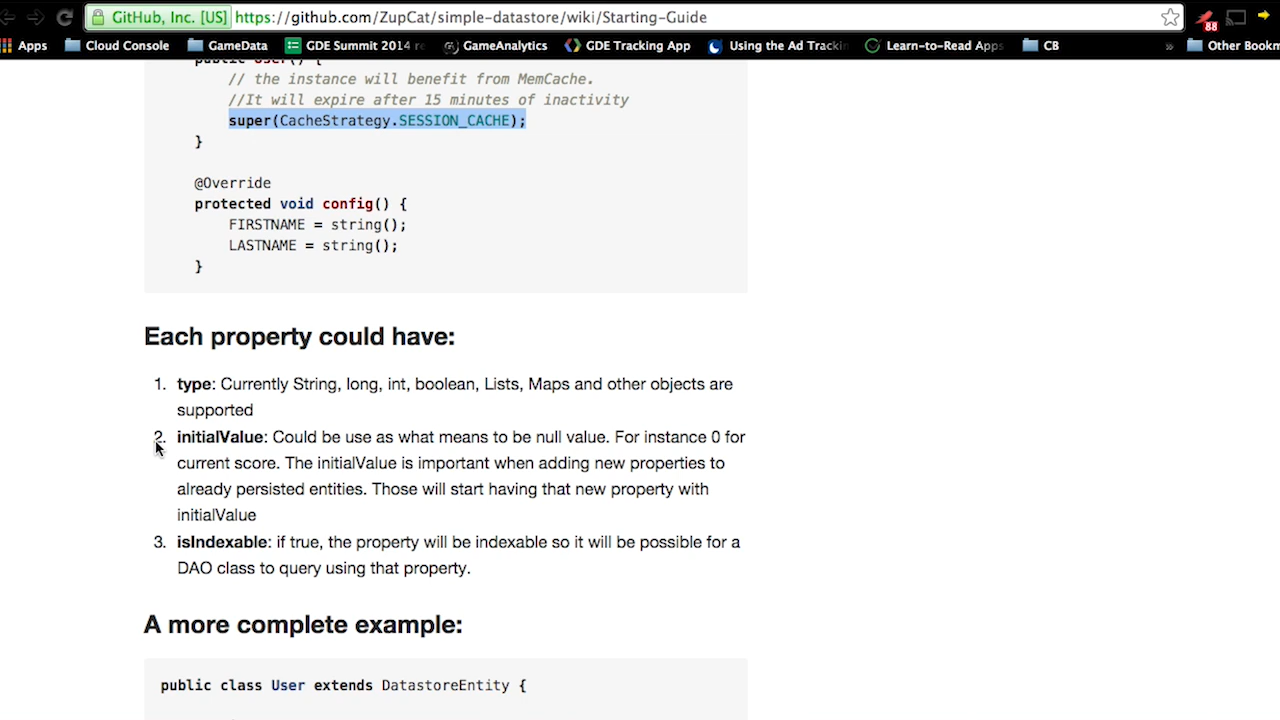 GitHub, Inc. [US] https://github.com/ZupCat/simple-datastore/wiki/Starting-Guide
88
Apps Cloud Console GameData GDE Summit 2014 re GameAnalytics GDE Tracking App Using the Ad Trackin Learn-to-Read Apps CB » Other Bookm
public User() {
// the instance will benefit from MemCache.
//It will expire after 15 minutes of inactivity
super(CacheStrategy.SESSION_CACHE);
}
@Override
protected void config() {
FIRSTNAME = string();
LASTNAME = string();
}
Each property could have:
1. type: Currently String, long, int, boolean, Lists, Maps and other objects are
supported
2. initialValue: Could be use as what means to be null value. For instance 0 for
current score. The initialValue is important when adding new properties to
already persisted entities. Those will start having that new property with
initialValue
3. isIndexable: if true, the property will be indexable so it will be possible for a
DAO class to query using that property.
A more complete example:
public class User extends DatastoreEntity {